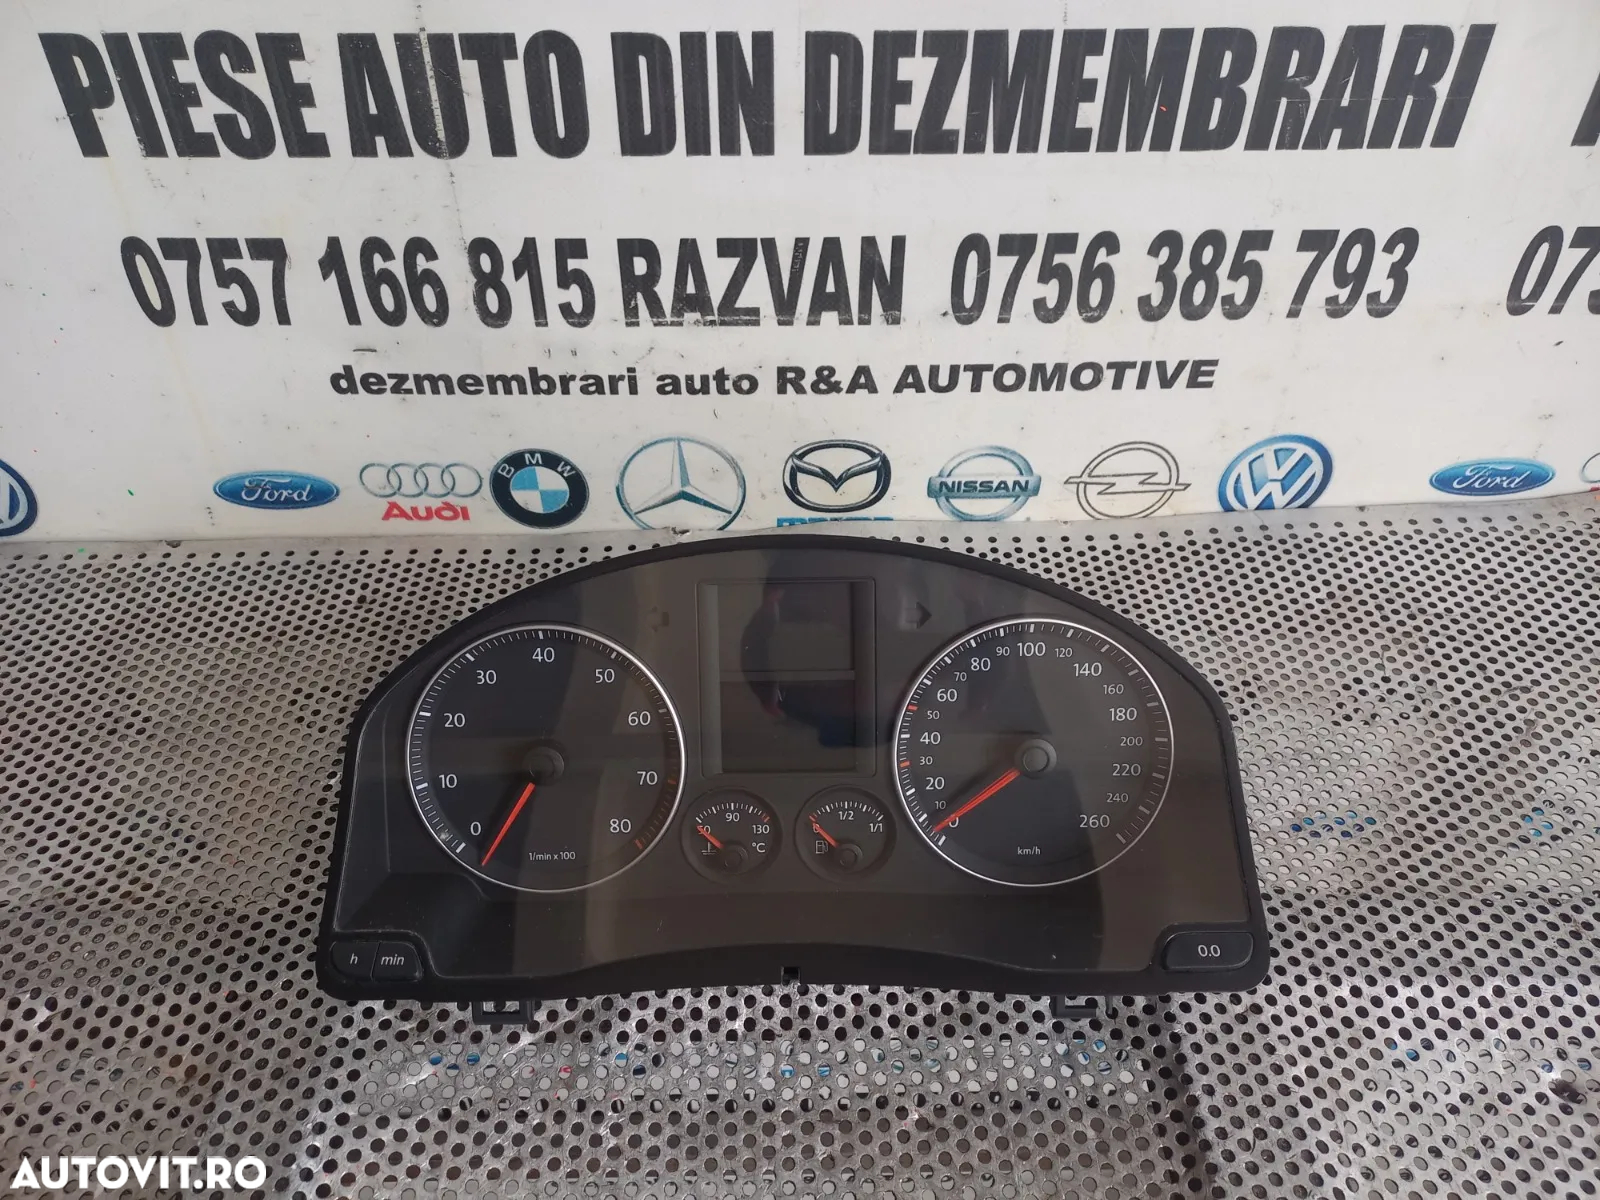 PIESE AUTO DIN DEZMEMBRARI
0757 166 815 RAZVAN 0756 385 793 
dezmembrari auto R&A AUTOMOTIVE
Ford Audi BMW NISSAN Ford
0 10 20 30 40 50 60 70 80
1/min x 100
50 90 130 °C
0 1/2 1/1
0 10 20 30 40 50 60 70 80 90 100 120 140 160 180 200 220 240 260
km/h
h min
0.0
AUTOVIT.RO